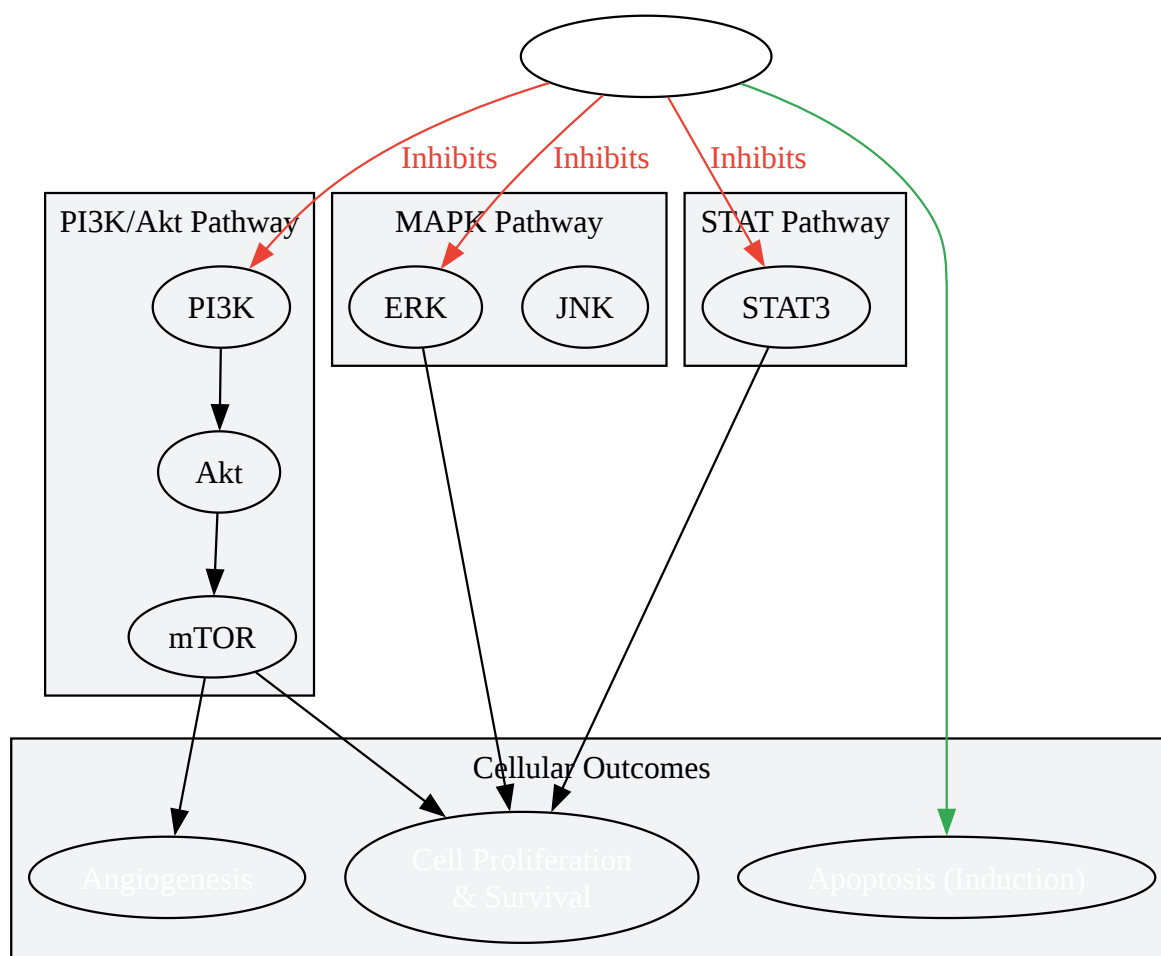 Inhibits
Inhibits
Inhibits
PI3K/Akt Pathway
MAPK Pathway
STAT Pathway
PI3K
ERK
JNK
STAT3
Akt
mTOR
Cellular Outcomes
Angiogenesis
Cell Proliferation
& Survival
Apoptosis (Induction)